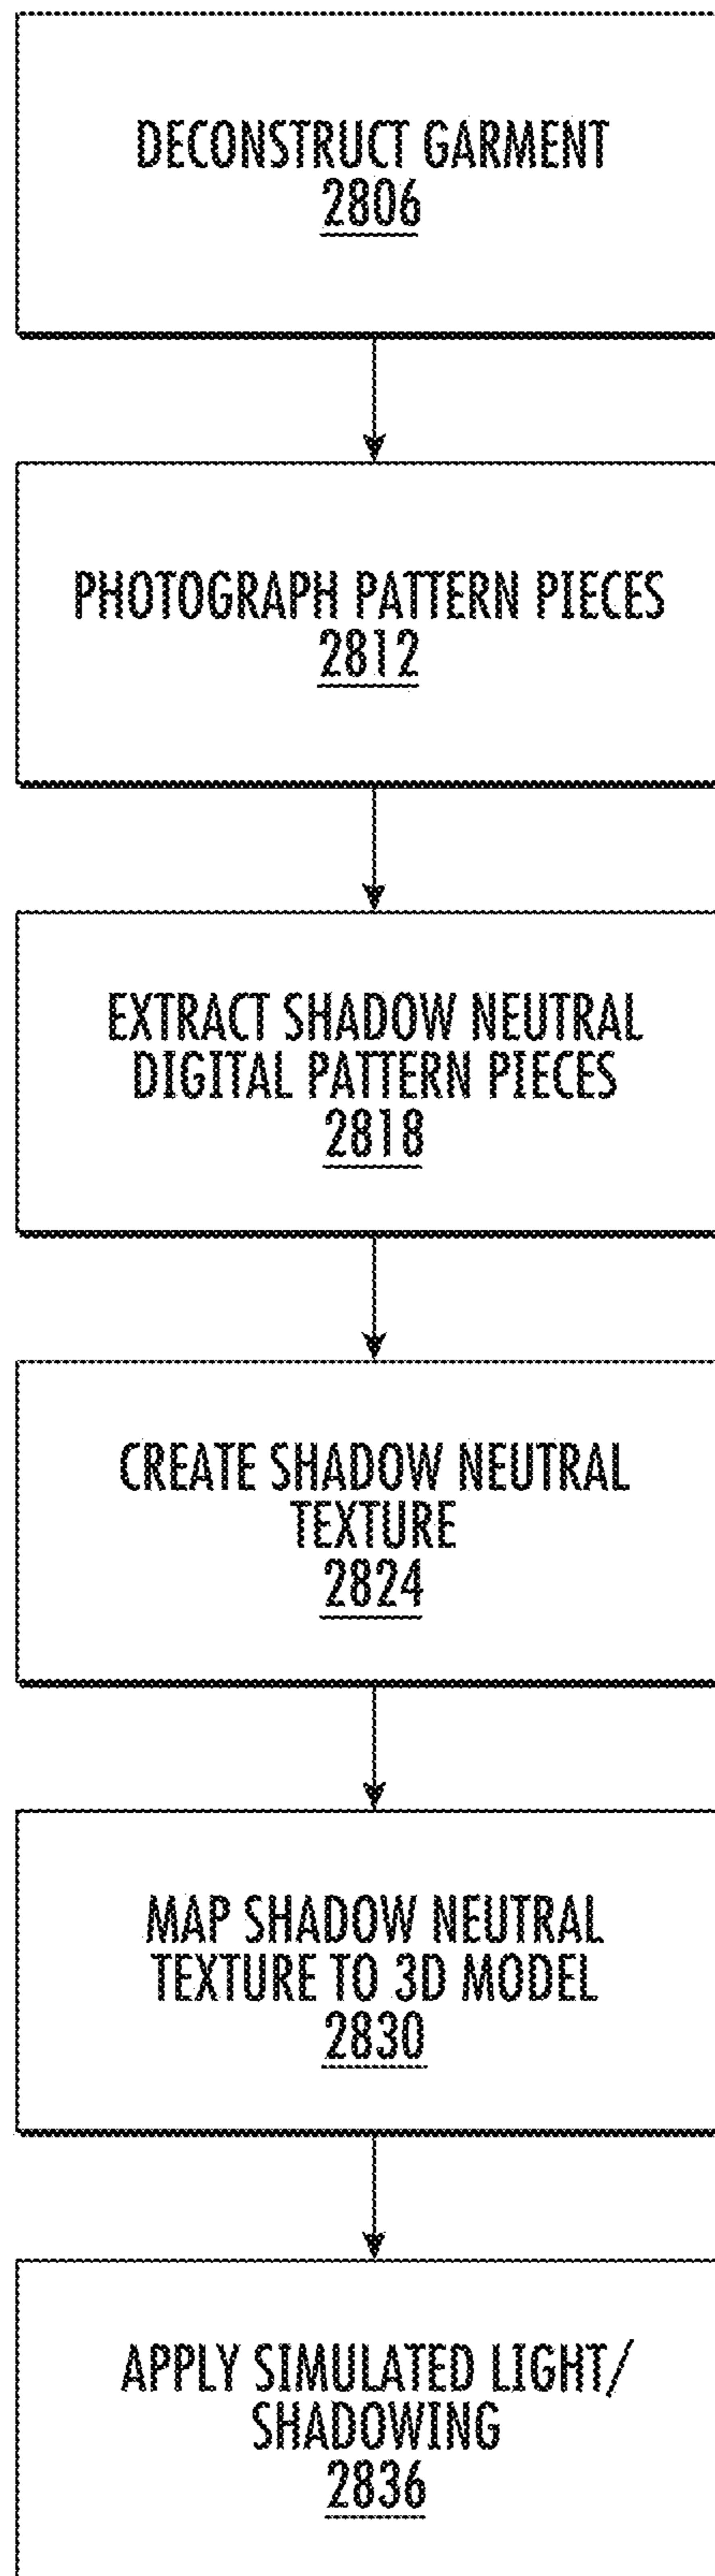 DECONSTRUCT GARMENT
2806
PHOTOGRAPH PATTERN PIECES
2812
EXTRACT SHADOW NEUTRAL
DIGITAL PATTERN PIECES
2818
CREATE SHADOW NEUTRAL
TEXTURE
2824
MAP SHADOW NEUTRAL
TEXTURE TO 3D MODEL
2830
APPLY SIMULATED LIGHT/
SHADOWING
2836